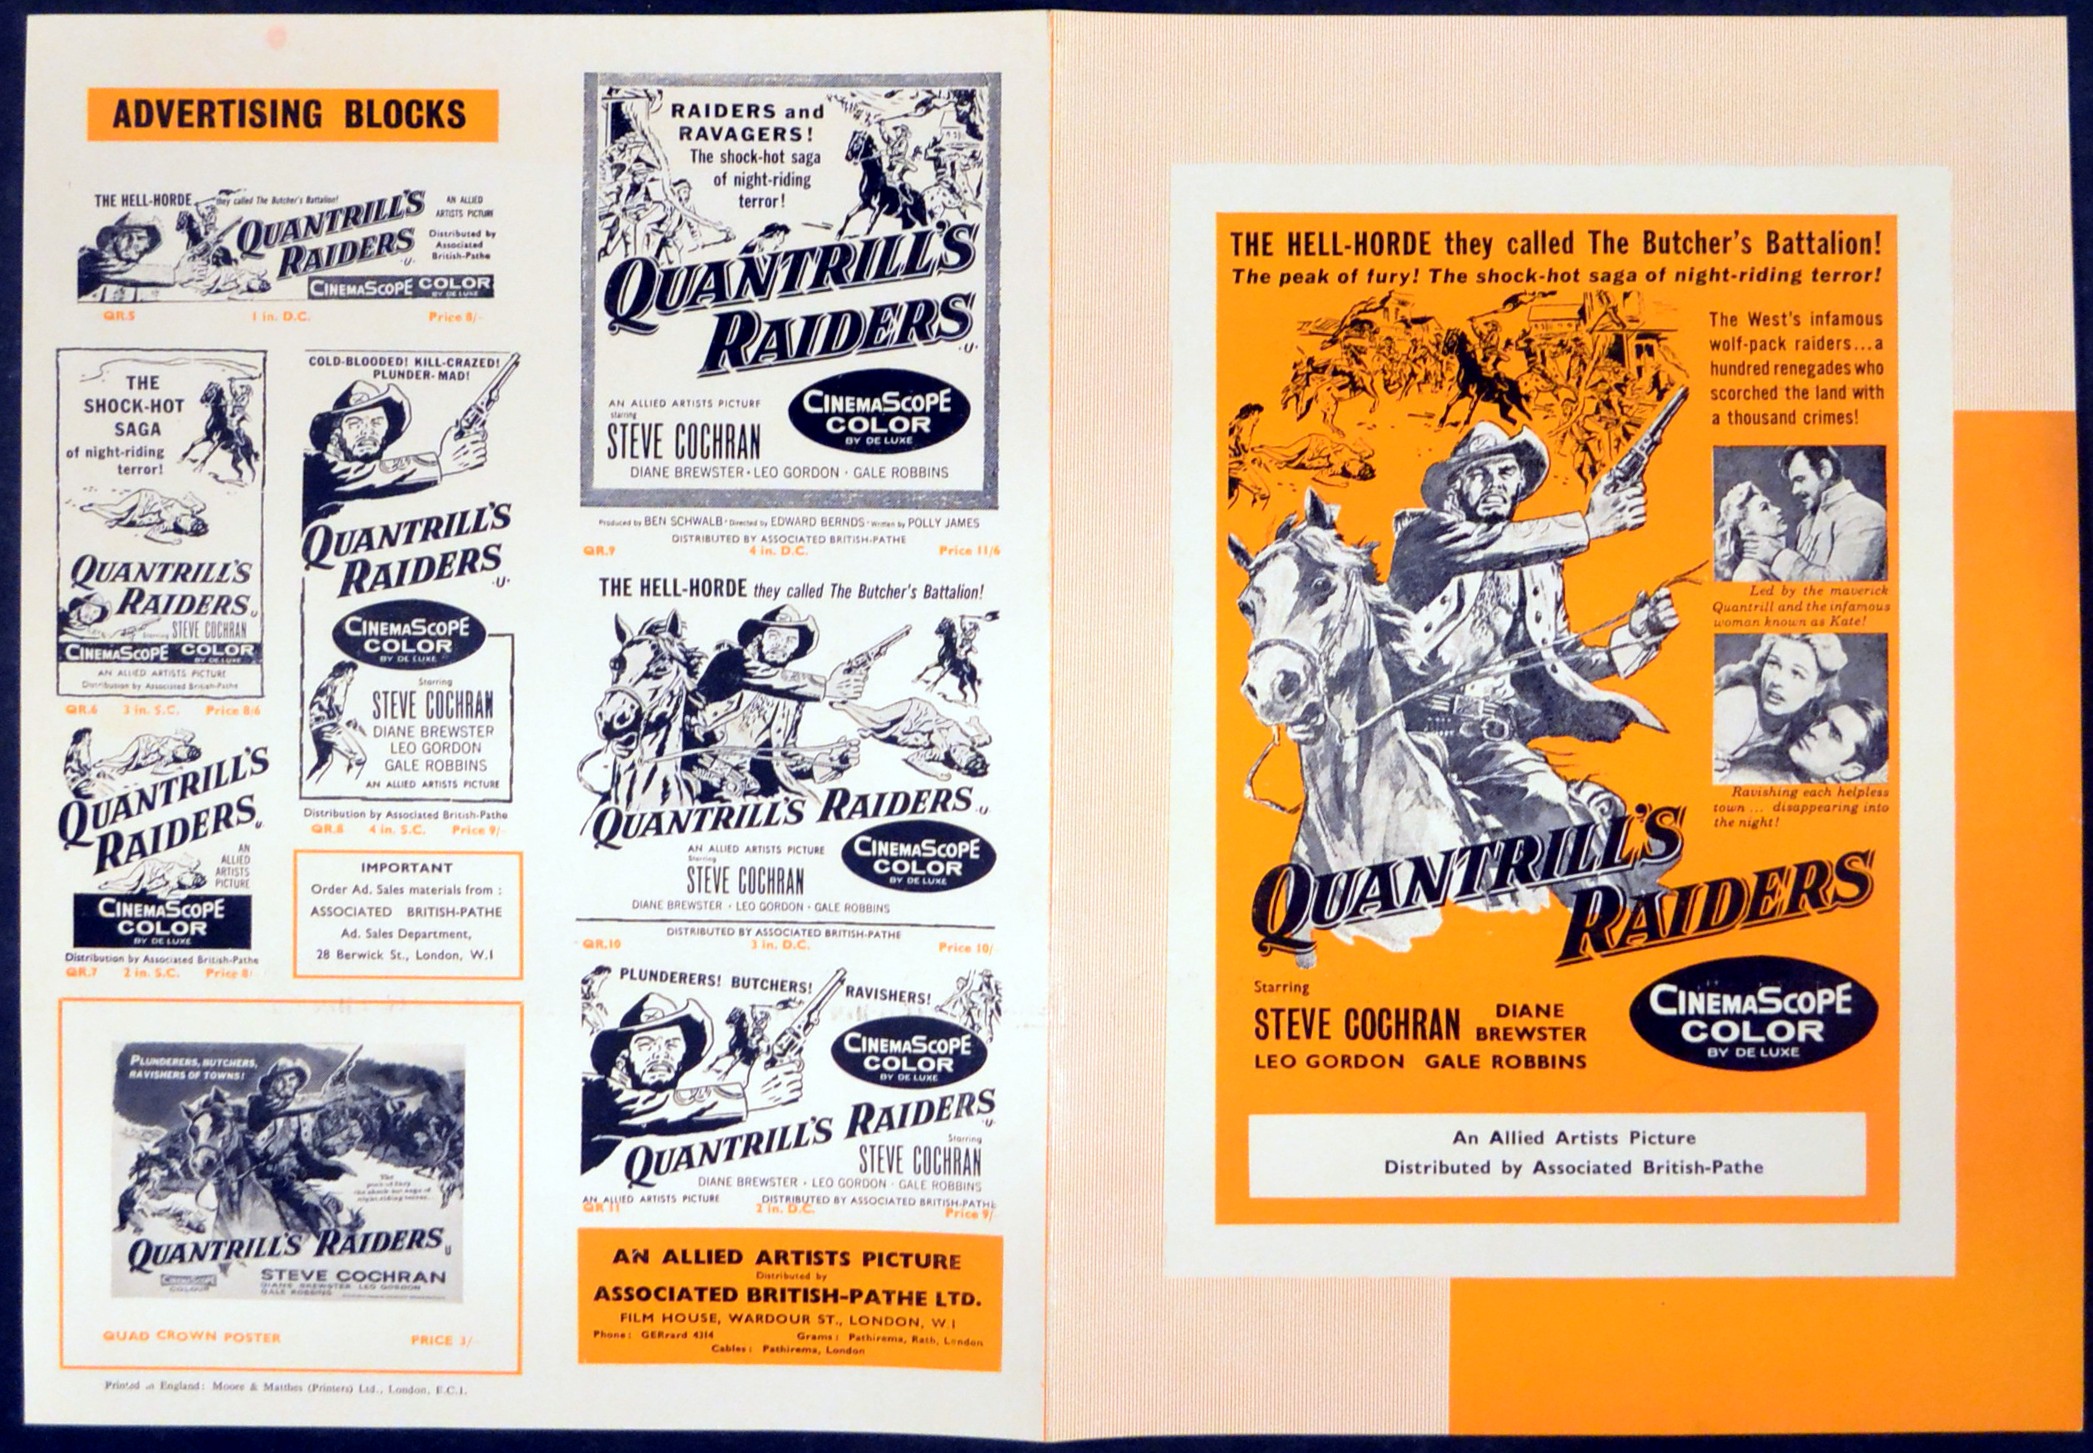 ADVERTISING BLOCKS
THE HELL-HORDE they called The Butcher's Battalion!
QUANTRILL'S
RAIDERS
·U·
AN ALLIED
ARTISTS PICTURE
Distributed by
Associated
British-Pathe
CINEMASCOPE COLOR
BY DE LUXE
QR.5 1 in. D.C. Price 8/-
THE
SHOCK-HOT
SAGA
of night-riding
terror!
QUANTRILL'S
RAIDERS U
Starring STEVE COCHRAN
CINEMASCOPE COLOR
BY DE LUXE
AN ALLIED ARTISTS PICTURE
Distribution by Associated British-Pathe
QR.6 3 in. S.C. Price 8/6
QUANTRILL'S
RAIDERS U
AN
ALLIED
ARTISTS
PICTURE
CINEMASCOPE
COLOR
BY DE LUXE
Distribution by Associated British-Pathe
QR.7 2 in. S.C. Price 8/
COLD-BLOODED! KILL-CRAZED!
PLUNDER-MAD!
QUANTRILL'S
RAIDERS
·U·
CINEMASCOPE
COLOR
BY DE LUXE
Starring
STEVE COCHRAN
DIANE BREWSTER
LEO GORDON
GALE ROBBINS
AN ALLIED ARTISTS PICTURE
Distribution by Associated British-Pathe
QR.8 4 in. S.C. Price 9/-
IMPORTANT
Order Ad. Sales materials from :
ASSOCIATED BRITISH-PATHE
Ad. Sales Department,
28 Berwick St., London, W.1
PLUNDERERS, BUTCHERS,
RAVISHERS OF TOWNS!
The
peak of fury
the shock-hot saga of
night-riding terror...
QUANTRILL'S RAIDERS U
CINEMASCOPE
COLOUR
STEVE COCHRAN
DIANE BREWSTER LEO GORDON
GALE ROBBINS
QUAD CROWN POSTER PRICE 3/-
Printed in England: Moore & Matthes (Printers) Ltd., London, E.C.1.
RAIDERS and
RAVAGERS!
The shock-hot saga
of night-riding
terror!
QUANTRILL'S
RAIDERS
·U·
AN ALLIED ARTISTS PICTURE
starring
STEVE COCHRAN
CINEMASCOPE
COLOR
BY DE LUXE
DIANE BREWSTER · LEO GORDON · GALE ROBBINS
Produced by BEN SCHWALB · Directed by EDWARD BERNDS · Written by POLLY JAMES
DISTRIBUTED BY ASSOCIATED BRITISH-PATHE
QR.9 4 in. D.C. Price 11/6
THE HELL-HORDE they called The Butcher's Battalion!
QUANTRILL'S RAIDERS U
AN ALLIED ARTISTS PICTURE
Starring
STEVE COCHRAN
CINEMASCOPE
COLOR
BY DE LUXE
DIANE BREWSTER · LEO GORDON · GALE ROBBINS
DISTRIBUTED BY ASSOCIATED BRITISH-PATHE
QR.10 3 in. D.C. Price 10/-
PLUNDERERS! BUTCHERS! RAVISHERS!
CINEMASCOPE
COLOR
BY DE LUXE
QUANTRILL'S RAIDERS
·U·
Starring
STEVE COCHRAN
DIANE BREWSTER · LEO GORDON · GALE ROBBINS
AN ALLIED ARTISTS PICTURE DISTRIBUTED BY ASSOCIATED BRITISH-PATHE
QR 11 2 in. D.C. Price 9/-
AN ALLIED ARTISTS PICTURE
Distributed by
ASSOCIATED BRITISH-PATHE LTD.
FILM HOUSE, WARDOUR ST., LONDON, W.1
Phone: GERrard 4314 Grams: Pathirema, Rath, London
Cables: Pathirema, London
THE HELL-HORDE they called The Butcher's Battalion!
The peak of fury! The shock-hot saga of night-riding terror!
The West's infamous
wolf-pack raiders...a
hundred renegades who
scorched the land with
a thousand crimes!
Led by the maverick
Quantrill and the infamous
woman known as Kate!
Ravishing each helpless
town ... disappearing into
the night!
QUANTRILL'S
RAIDERS
Starring
STEVE COCHRAN DIANE BREWSTER
LEO GORDON GALE ROBBINS
CINEMASCOPE
COLOR
BY DE LUXE
An Allied Artists Picture
Distributed by Associated British-Pathe